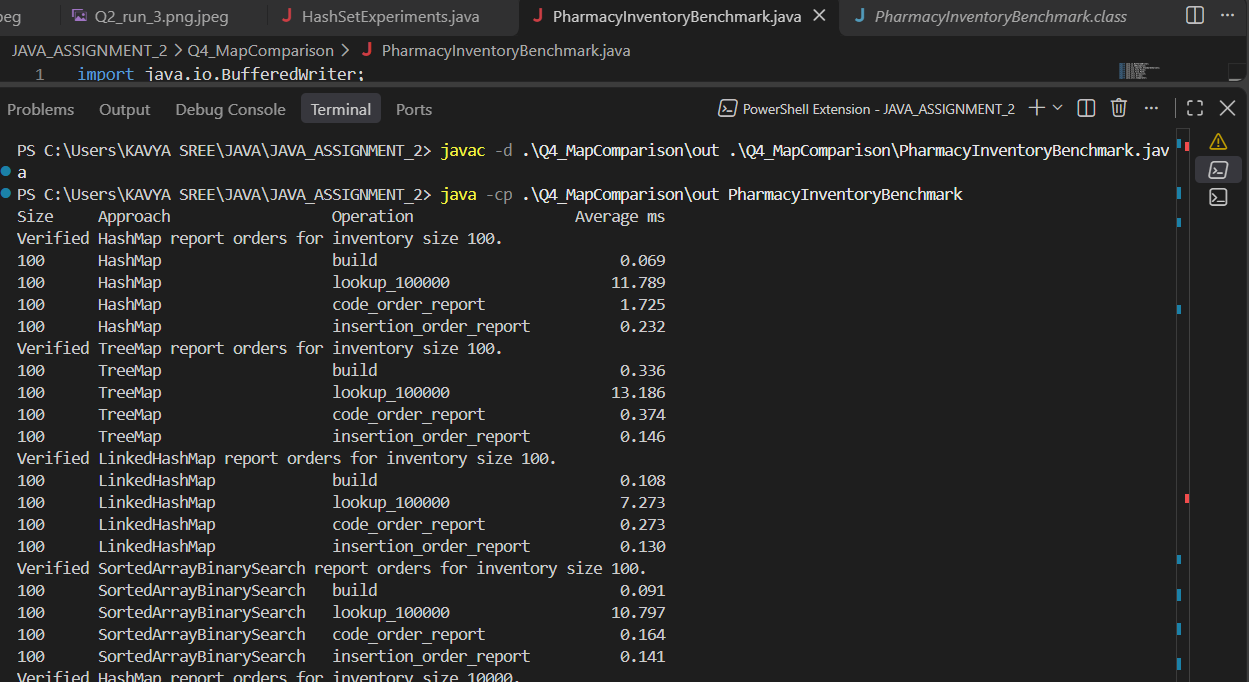 eg Q2_run_3.png.jpeg HashSetExperiments.java PharmacyInventoryBenchmark.java PharmacyInventoryBenchmark.class
JAVA_ASSIGNMENT_2 > Q4_MapComparison > PharmacyInventoryBenchmark.java
1 import java.io.BufferedWriter;
Problems Output Debug Console Terminal Ports PowerShell Extension - JAVA_ASSIGNMENT_2
PS C:\Users\KAVYA SREE\JAVA\JAVA_ASSIGNMENT_2> javac -d .\Q4_MapComparison\out .\Q4_MapComparison\PharmacyInventoryBenchmark.jav
a
PS C:\Users\KAVYA SREE\JAVA\JAVA_ASSIGNMENT_2> java -cp .\Q4_MapComparison\out PharmacyInventoryBenchmark
Size Approach Operation Average ms
Verified HashMap report orders for inventory size 100.
100 HashMap build 0.069
100 HashMap lookup_100000 11.789
100 HashMap code_order_report 1.725
100 HashMap insertion_order_report 0.232
Verified TreeMap report orders for inventory size 100.
100 TreeMap build 0.336
100 TreeMap lookup_100000 13.186
100 TreeMap code_order_report 0.374
100 TreeMap insertion_order_report 0.146
Verified LinkedHashMap report orders for inventory size 100.
100 LinkedHashMap build 0.108
100 LinkedHashMap lookup_100000 7.273
100 LinkedHashMap code_order_report 0.273
100 LinkedHashMap insertion_order_report 0.130
Verified SortedArrayBinarySearch report orders for inventory size 100.
100 SortedArrayBinarySearch build 0.091
100 SortedArrayBinarySearch lookup_100000 10.797
100 SortedArrayBinarySearch code_order_report 0.164
100 SortedArrayBinarySearch insertion_order_report 0.141
Verified HashMap report orders for inventory size 10000.